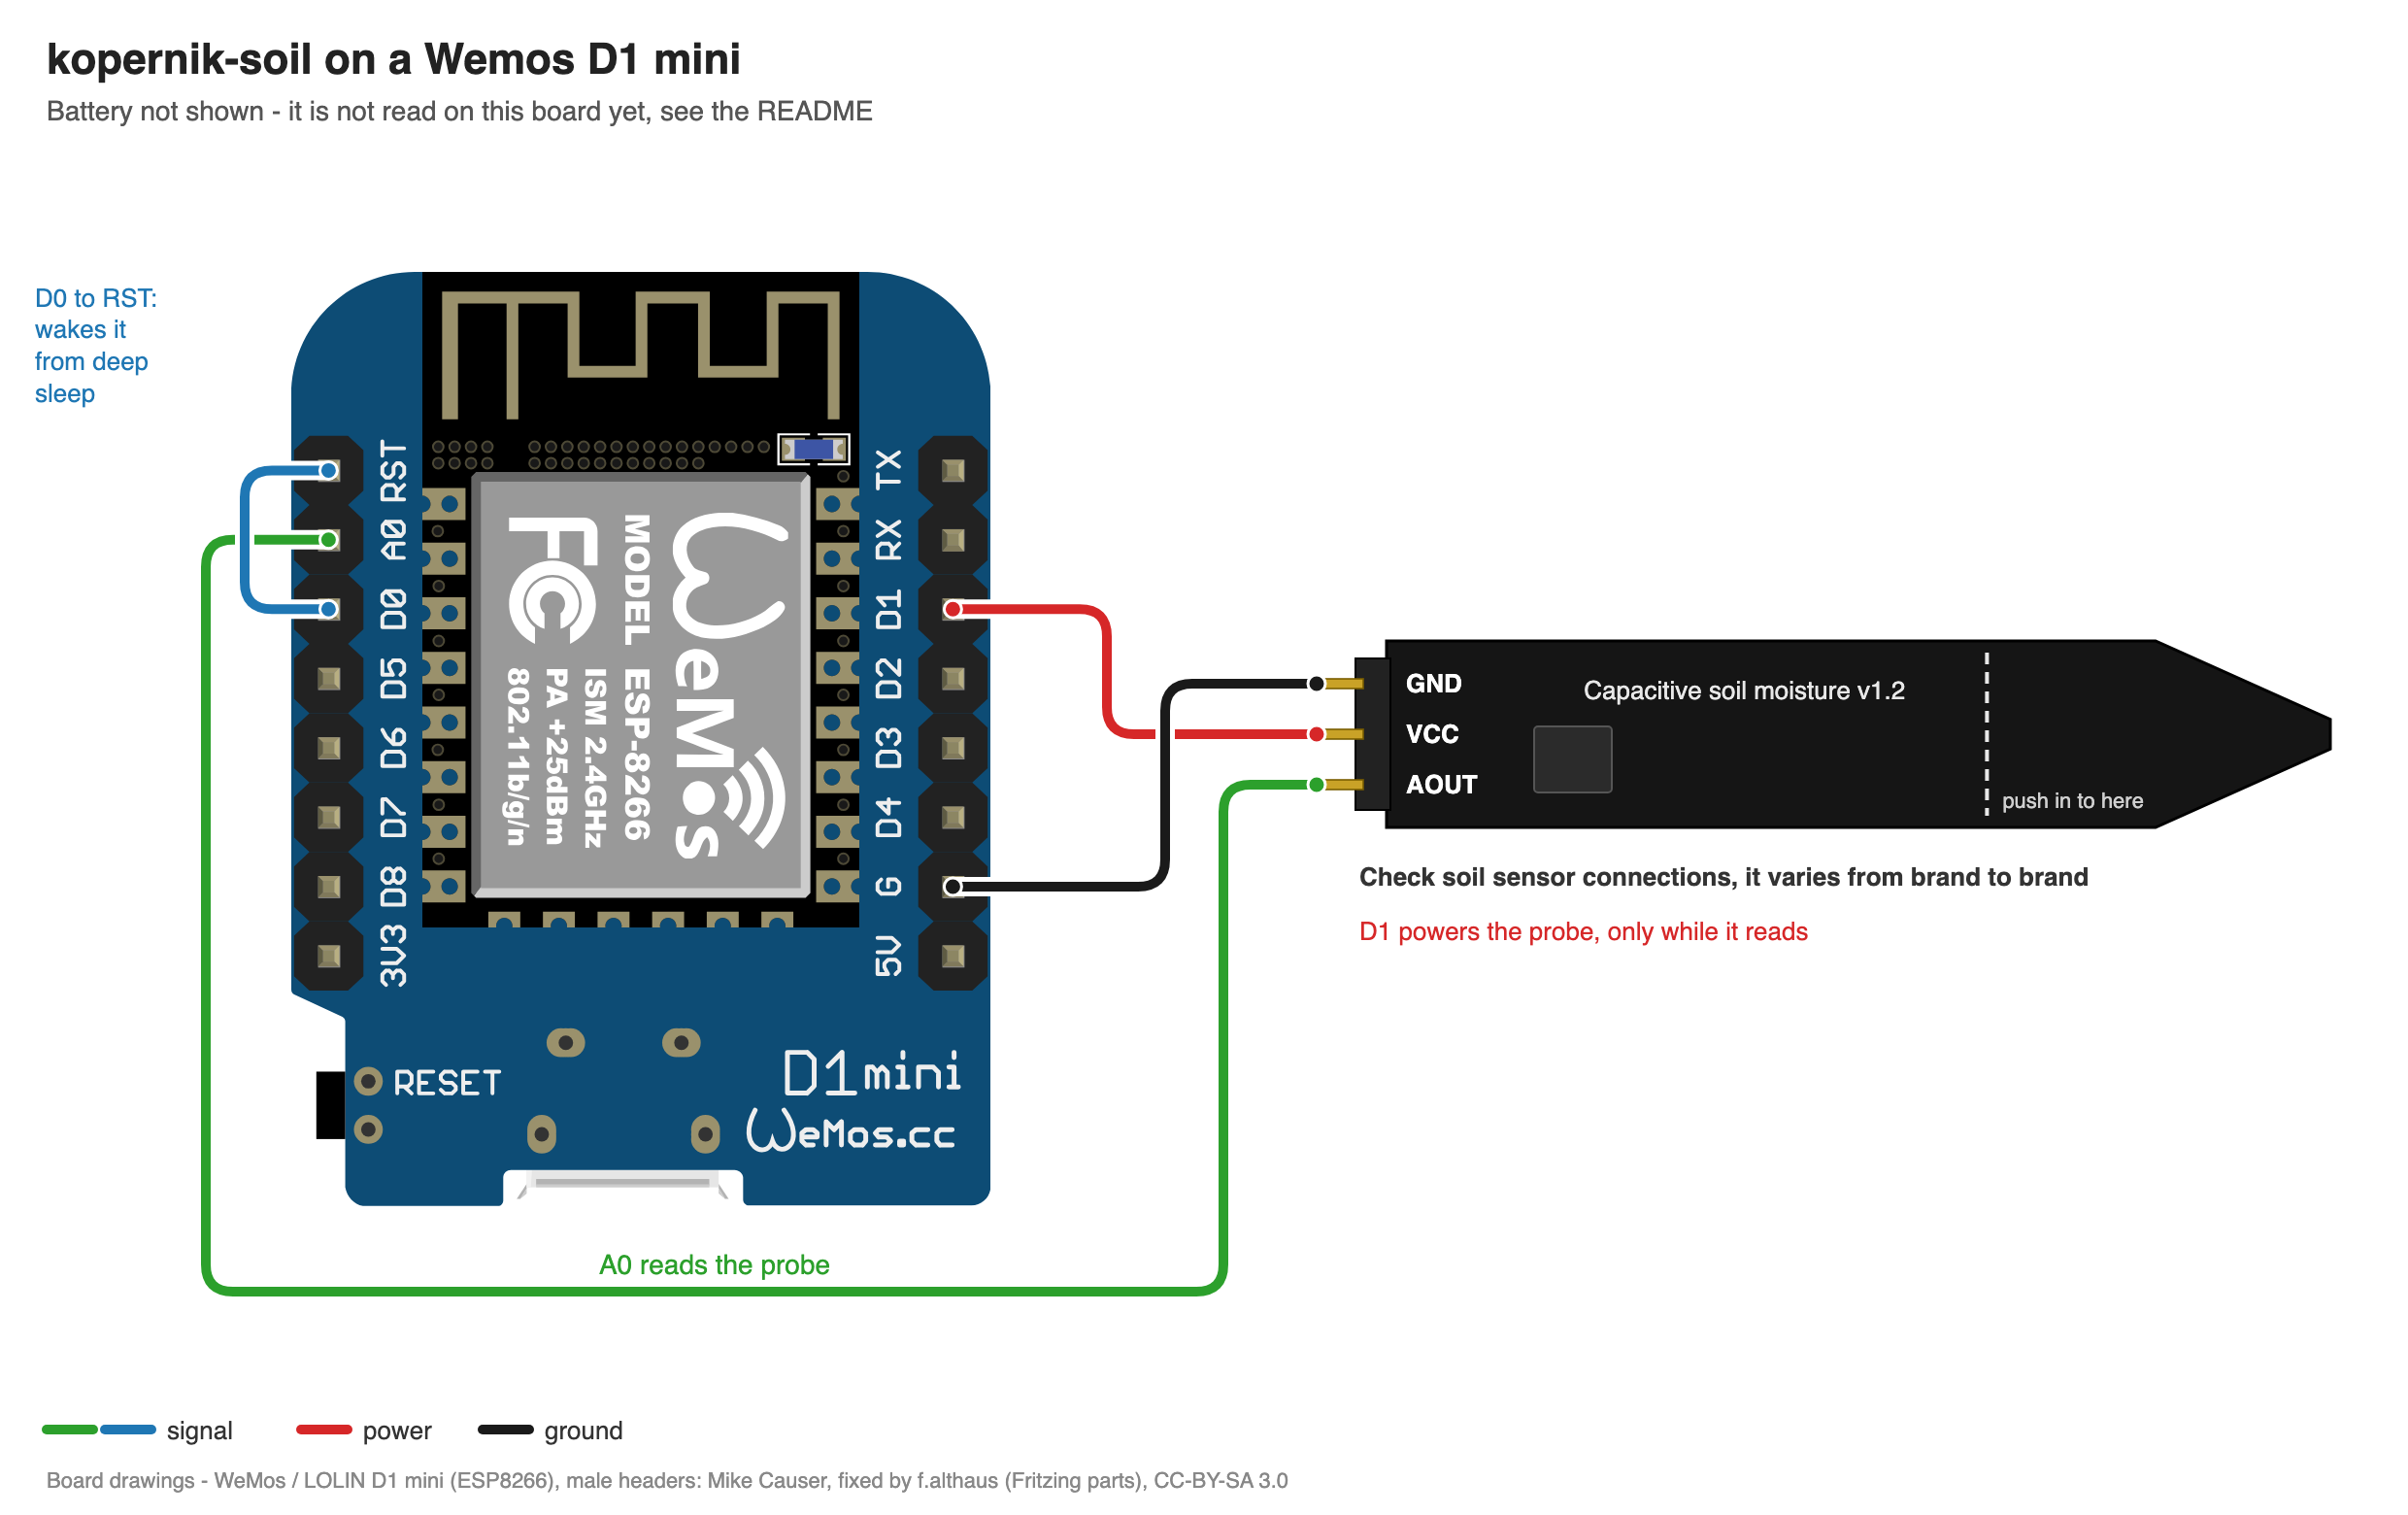 kopernik-soil on a Wemos D1 mini
Battery not shown - it is not read on this board yet, see the README
D0 to RST:
wakes it
from deep
sleep
RST
A0
D0
D5
D6
D7
D8
3V3
TX
RX
D1
D2
D3
D4
G
5V
WeMos
MODEL ESP-8266
ISM 2.4GHz
PA +25dBm
802.11b/g/n
FC
GND
VCC
AOUT
Capacitive soil moisture v1.2
push in to here
Check soil sensor connections, it varies from brand to brand
D1 powers the probe, only while it reads
RESET
D1 mini
WeMos.cc
A0 reads the probe
signal
power
ground
Board drawings - WeMos / LOLIN D1 mini (ESP8266), male headers: Mike Causer, fixed by f.althaus (Fritzing parts), CC-BY-SA 3.0